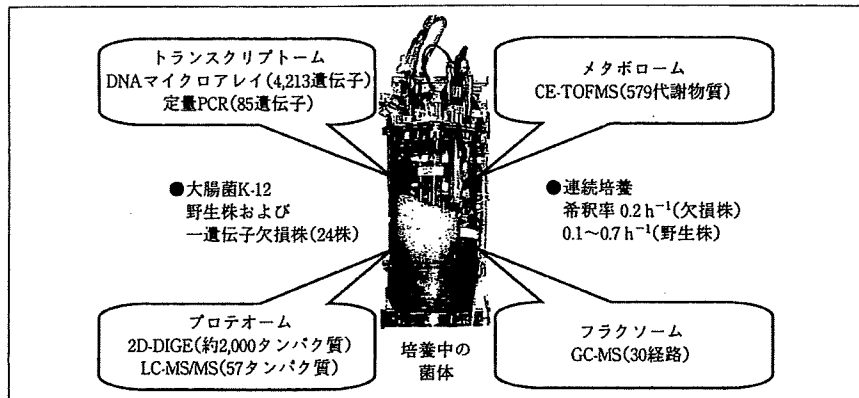 トランスクリプトーム
DNAマイクロアレイ(4,213遺伝子)
定量PCR(85遺伝子)
メタボローム
CE-TOFMS(579代謝物質)
●大腸菌K-12
野生株および
一遺伝子欠損株(24株)
●連続培養
希釈率 0.2 h⁻¹(欠損株)
0.1～0.7 h⁻¹(野生株)
プロテオーム
2D-DIGE(約2,000タンパク質)
LC-MS/MS(57タンパク質)
培養中の
菌体
フラクソーム
GC-MS(30経路)